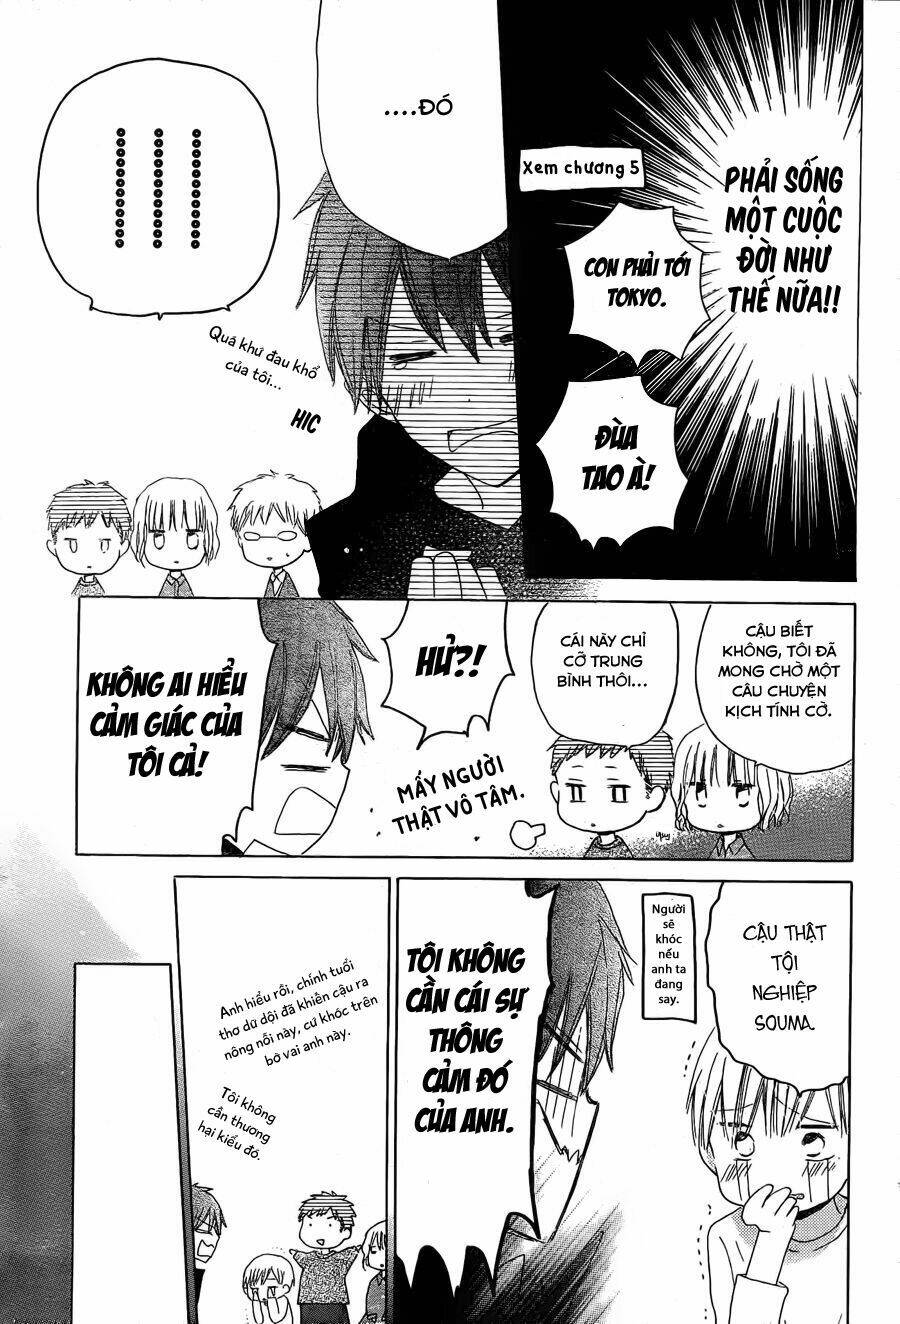 PHẢI SỐNG
MỘT CUỘC
ĐỜI NHƯ
THẾ NỮA!!
Xem chương 5
CON PHẢI TỚI
TOKYO.
ĐÙA
TAO À!
....ĐÓ
Quá khứ đau khổ
của tôi...
HIC
CẬU BIẾT
KHÔNG, TÔI ĐÃ
MONG CHỜ MỘT
CÂU CHUYỆN
KỊCH TÍNH CƠ.
CÁI NÀY CHỈ
CỠ TRUNG
BÌNH THÔI...
HỬ?!
MẤY NGƯỜI
THẬT VÔ TÂM.
KHÔNG AI HIỂU
CẢM GIÁC CỦA
TÔI CẢ!
CẬU THẬT
TỘI
NGHIỆP
SOUMA.
Người
sẽ
khóc
nếu
anh ta
đang
say.
TÔI KHÔNG
CẦN CÁI SỰ
THÔNG
CẢM ĐÓ
CỦA ANH.
Anh hiểu rồi, chính tuổi
thơ dữ dội đã khiến cậu ra
nông nỗi này, cứ khóc trên
bờ vai anh này.
Tôi không
cần thương
hại kiểu đó.